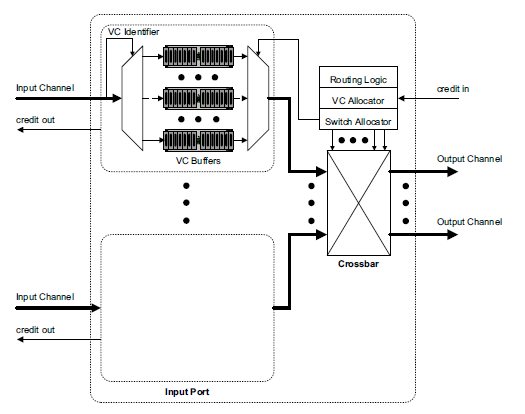 VC Identifier
Input Channel
credit out
VC Buffers
Routing Logic
VC Allocator
Switch Allocator
credit in
Output Channel
Output Channel
Crossbar
Input Channel
credit out
Input Port